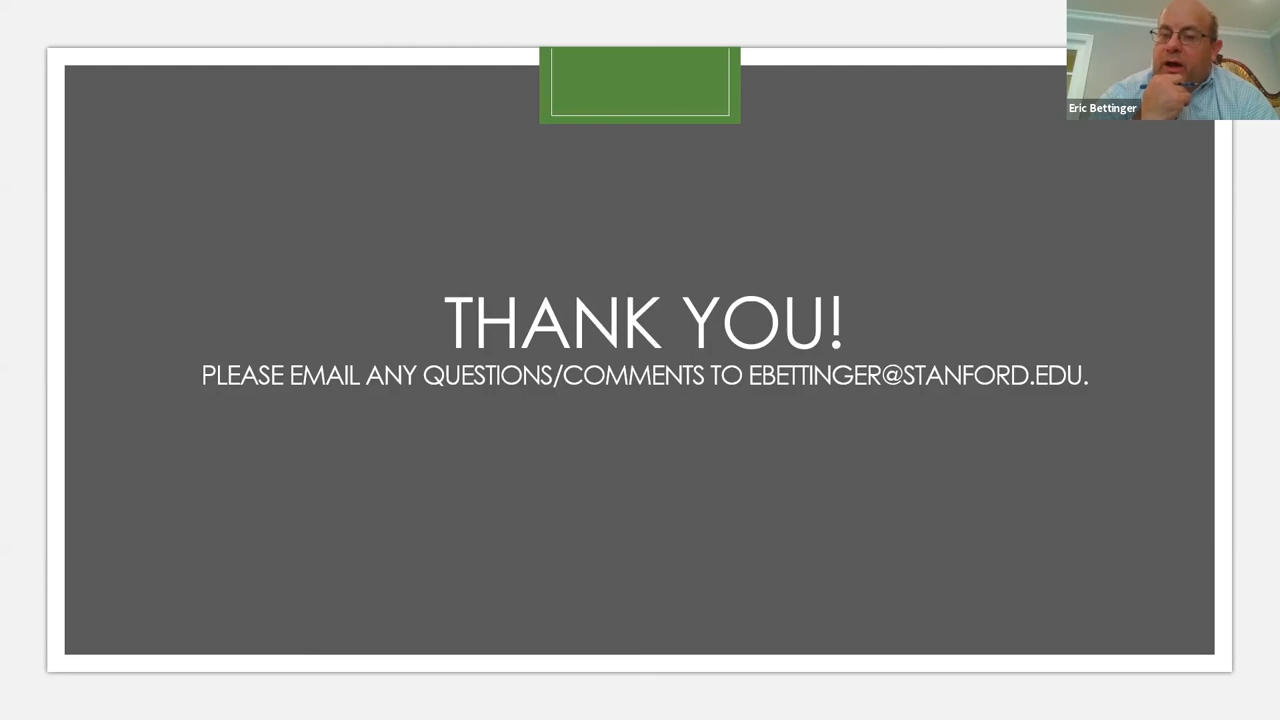 Eric Bettinger
THANK YOU!
PLEASE EMAIL ANY QUESTIONS/COMMENTS TO EBETTINGER@STANFORD.EDU.